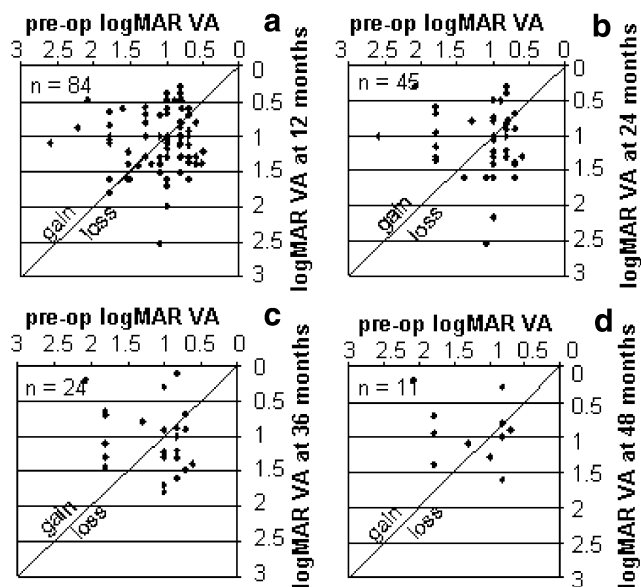 a
pre-op logMAR VA
3 2.5 2 1.5 1 0.5 0
n = 84
0
0.5
1
1.5
2
2.5
3
logMAR VA at 12 months
gain
loss
b
pre-op logMAR VA
3 2.5 2 1.5 1 0.5 0
n = 45
0
0.5
1
1.5
2
2.5
3
logMAR VA at 24 months
gain
loss
c
pre-op logMAR VA
3 2.5 2 1.5 1 0.5 0
n = 24
0
0.5
1
1.5
2
2.5
3
logMAR VA at 36 months
gain
loss
d
pre-op logMAR VA
3 2.5 2 1.5 1 0.5 0
n = 11
0
0.5
1
1.5
2
2.5
3
logMAR VA at 48 months
gain
loss